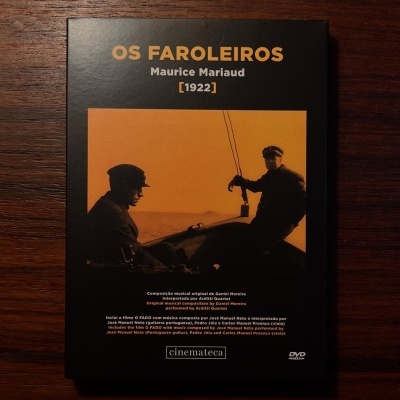 OS FAROLEIROS
Maurice Mariaud
[1922]
Composição musical original de Daniel Moreira
interpretada por Arditti Quartet
Original musical composition by Daniel Moreira
performed by Arditti Quartet
Inclui o filme O FADO com música composta por José Manuel Neto e interpretada por
José Manuel Neto (guitarra portuguesa), Pedro Jóia e Carlos Manuel Proença (viola)
Includes the film O FADO with music composed by José Manuel Neto performed by
José Manuel Neto (Portuguese guitar), Pedro Jóia and Carlos Manuel Proença (viola)
cinemateca
DVD